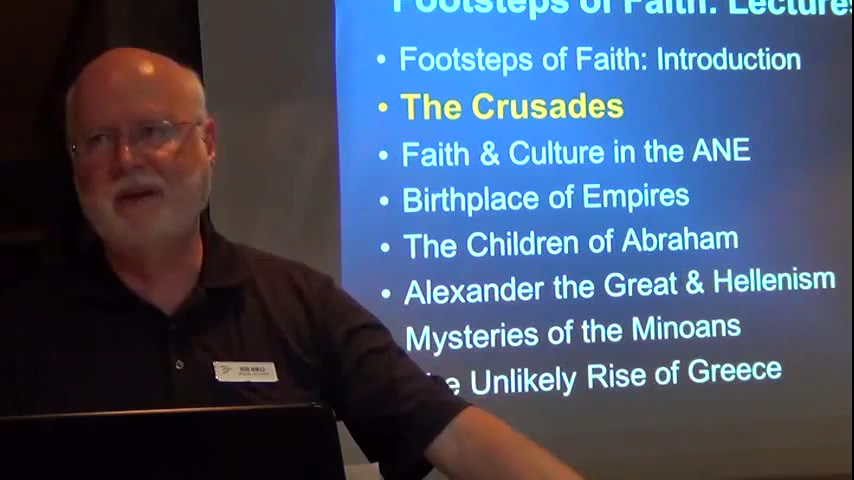 Footsteps of Faith: Lectures
• Footsteps of Faith: Introduction
• The Crusades
• Faith & Culture in the ANE
• Birthplace of Empires
• The Children of Abraham
• Alexander the Great & Hellenism
Mysteries of the Minoans
Unlikely Rise of Greece